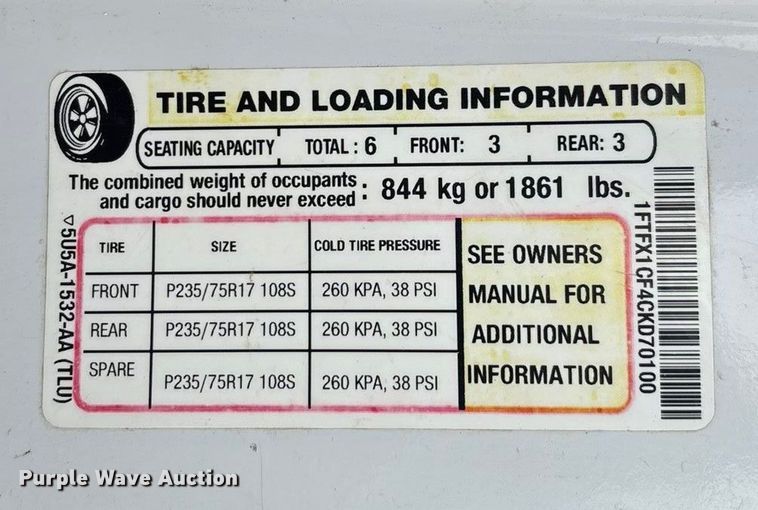 TIRE AND LOADING INFORMATION
SEATING CAPACITY TOTAL : 6 FRONT: 3 REAR: 3
The combined weight of occupants
and cargo should never exceed : 844 kg or 1861 lbs.
TIRE SIZE COLD TIRE PRESSURE
FRONT P235/75R17 108S 260 KPA, 38 PSI
REAR P235/75R17 108S 260 KPA, 38 PSI
SPARE P235/75R17 108S 260 KPA, 38 PSI
SEE OWNERS
MANUAL FOR
ADDITIONAL
INFORMATION
▽5U5A-1532-AA (TLU)
1FTFX1CF4CKD70100
Purple Wave Auction